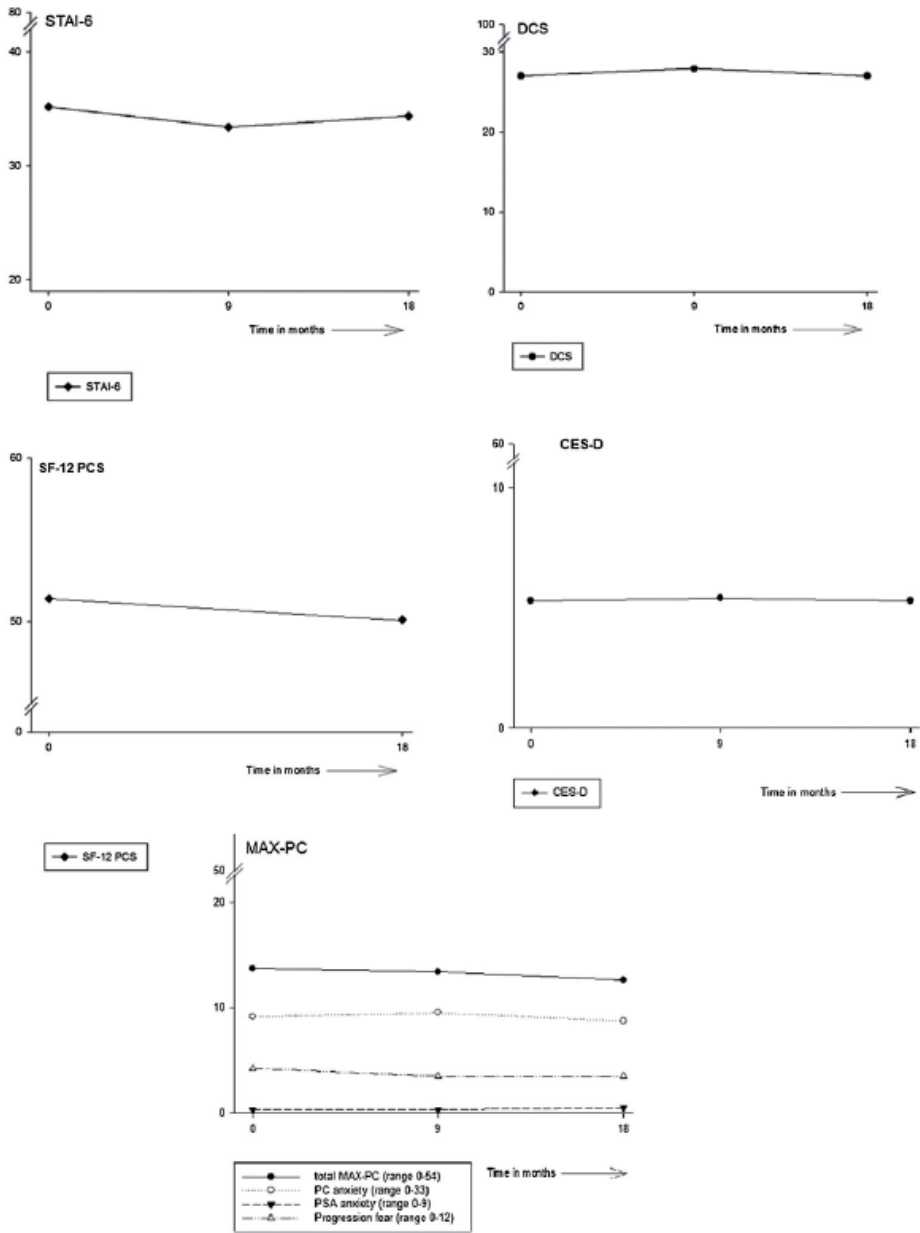 STAI-6
80
40
30
20
0
9
18
Time in months
STAI-6
DCS
100
30
20
10
0
0
9
18
Time in months
DCS
SF-12 PCS
60
50
0
0
18
Time in months
SF-12 PCS
CES-D
60
10
0
0
9
18
Time in months
CES-D
MAX-PC
50
20
10
0
0
9
18
Time in months
total MAX-PC (range 0-54)
PC anxiety (range 0-33)
PSA anxiety (range 0-9)
Progression fear (range 0-12)